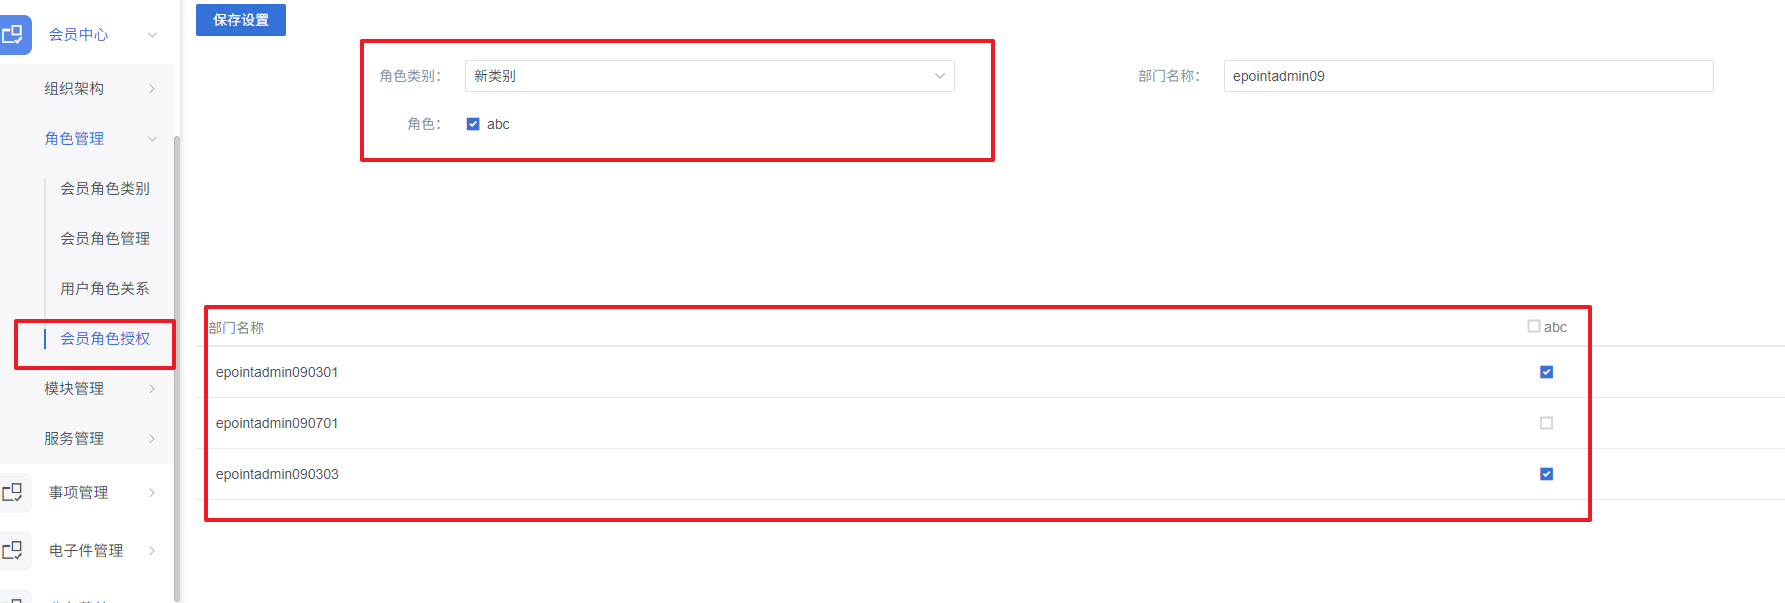 会员中心
组织架构
角色管理
会员角色类别
会员角色管理
用户角色关系
会员角色授权
模块管理
服务管理
事项管理
电子件管理
保存设置
角色类别： 新类别
部门名称： epointadmin09
角色： abc
部门名称 abc
epointadmin090301
epointadmin090701
epointadmin090303